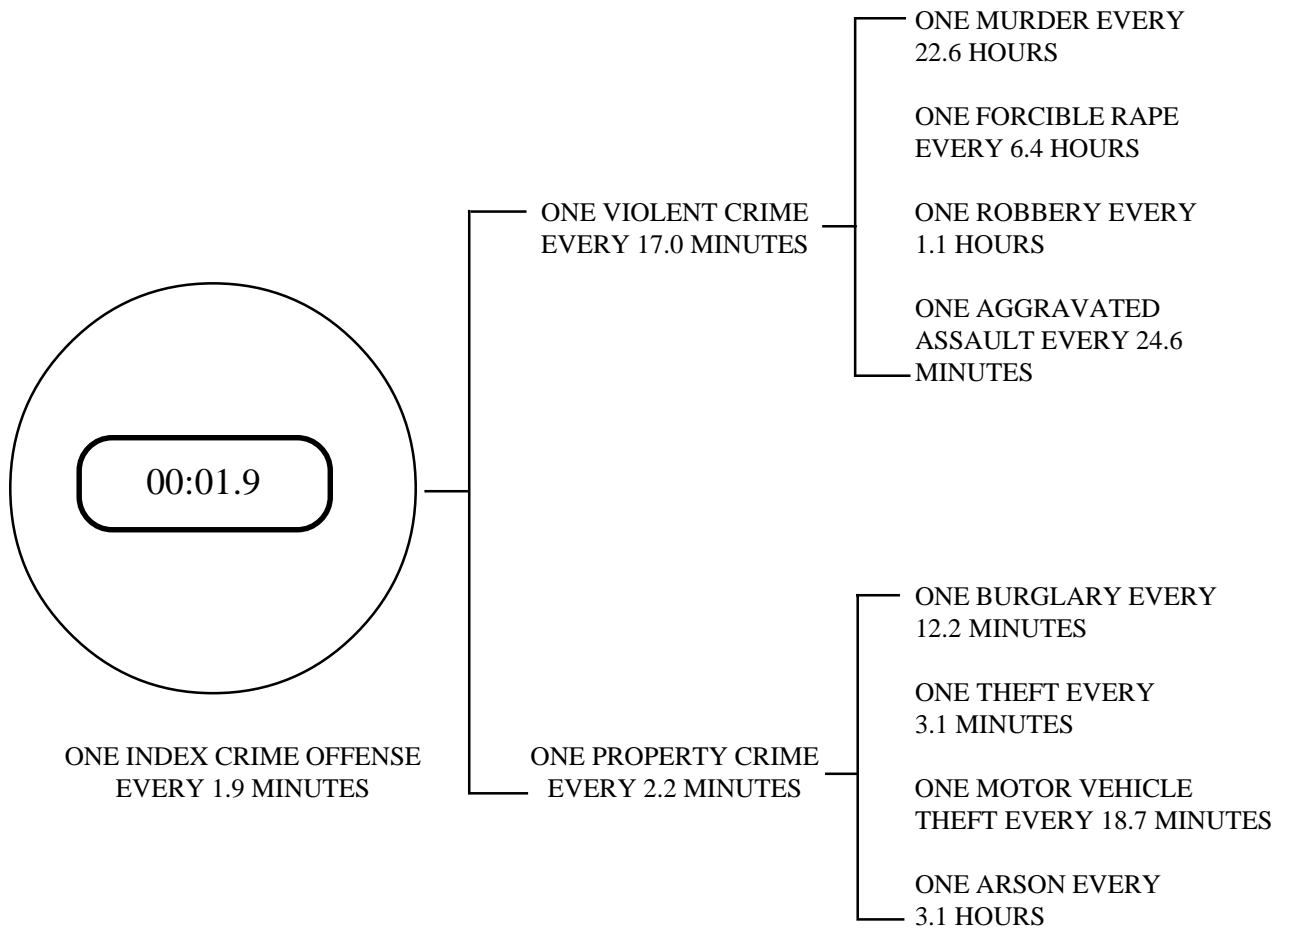 00:01.9
ONE INDEX CRIME OFFENSE
EVERY 1.9 MINUTES
ONE VIOLENT CRIME
EVERY 17.0 MINUTES
ONE MURDER EVERY
22.6 HOURS
ONE FORCIBLE RAPE
EVERY 6.4 HOURS
ONE ROBBERY EVERY
1.1 HOURS
ONE AGGRAVATED
ASSAULT EVERY 24.6
MINUTES
ONE PROPERTY CRIME
EVERY 2.2 MINUTES
ONE BURGLARY EVERY
12.2 MINUTES
ONE THEFT EVERY
3.1 MINUTES
ONE MOTOR VEHICLE
THEFT EVERY 18.7 MINUTES
ONE ARSON EVERY
3.1 HOURS